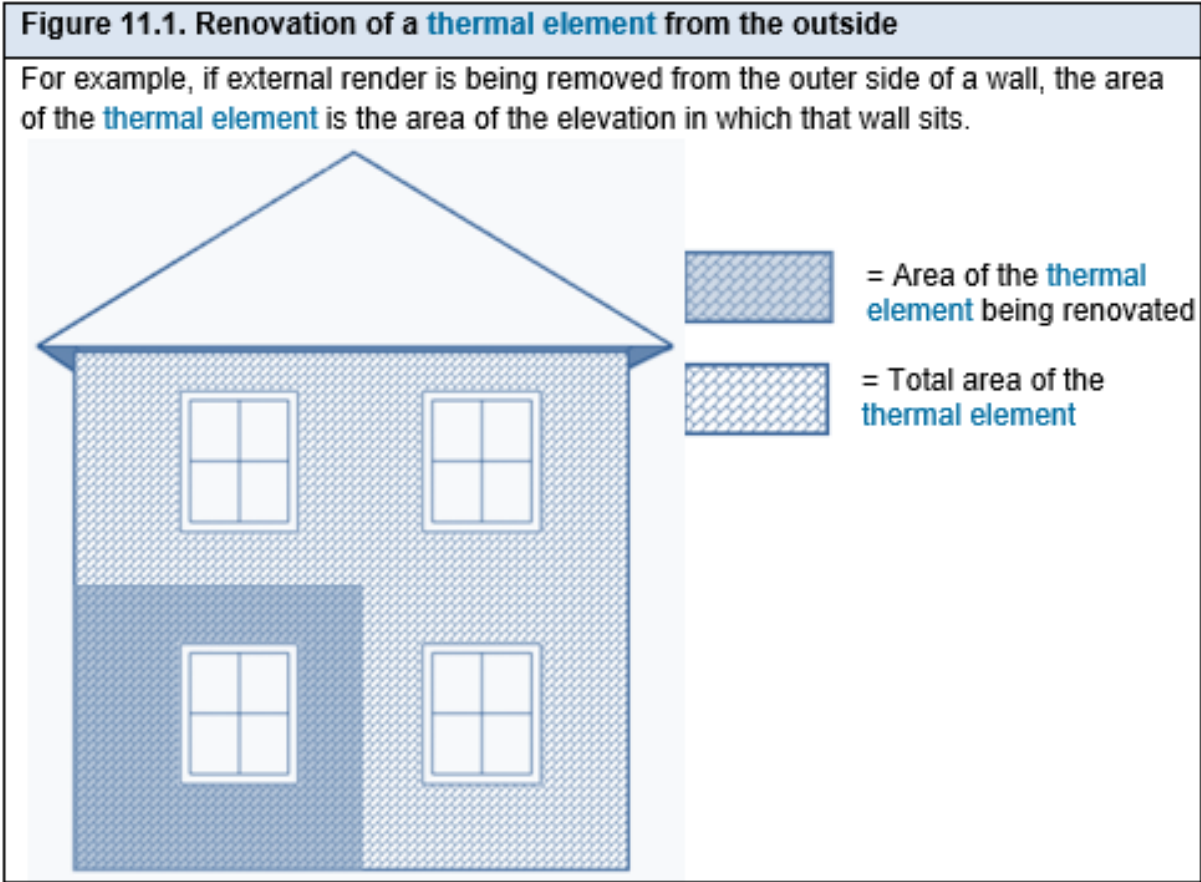 Figure 11.1. Renovation of a thermal element from the outside
For example, if external render is being removed from the outer side of a wall, the area
of the thermal element is the area of the elevation in which that wall sits.
= Area of the thermal
element being renovated
= Total area of the
thermal element